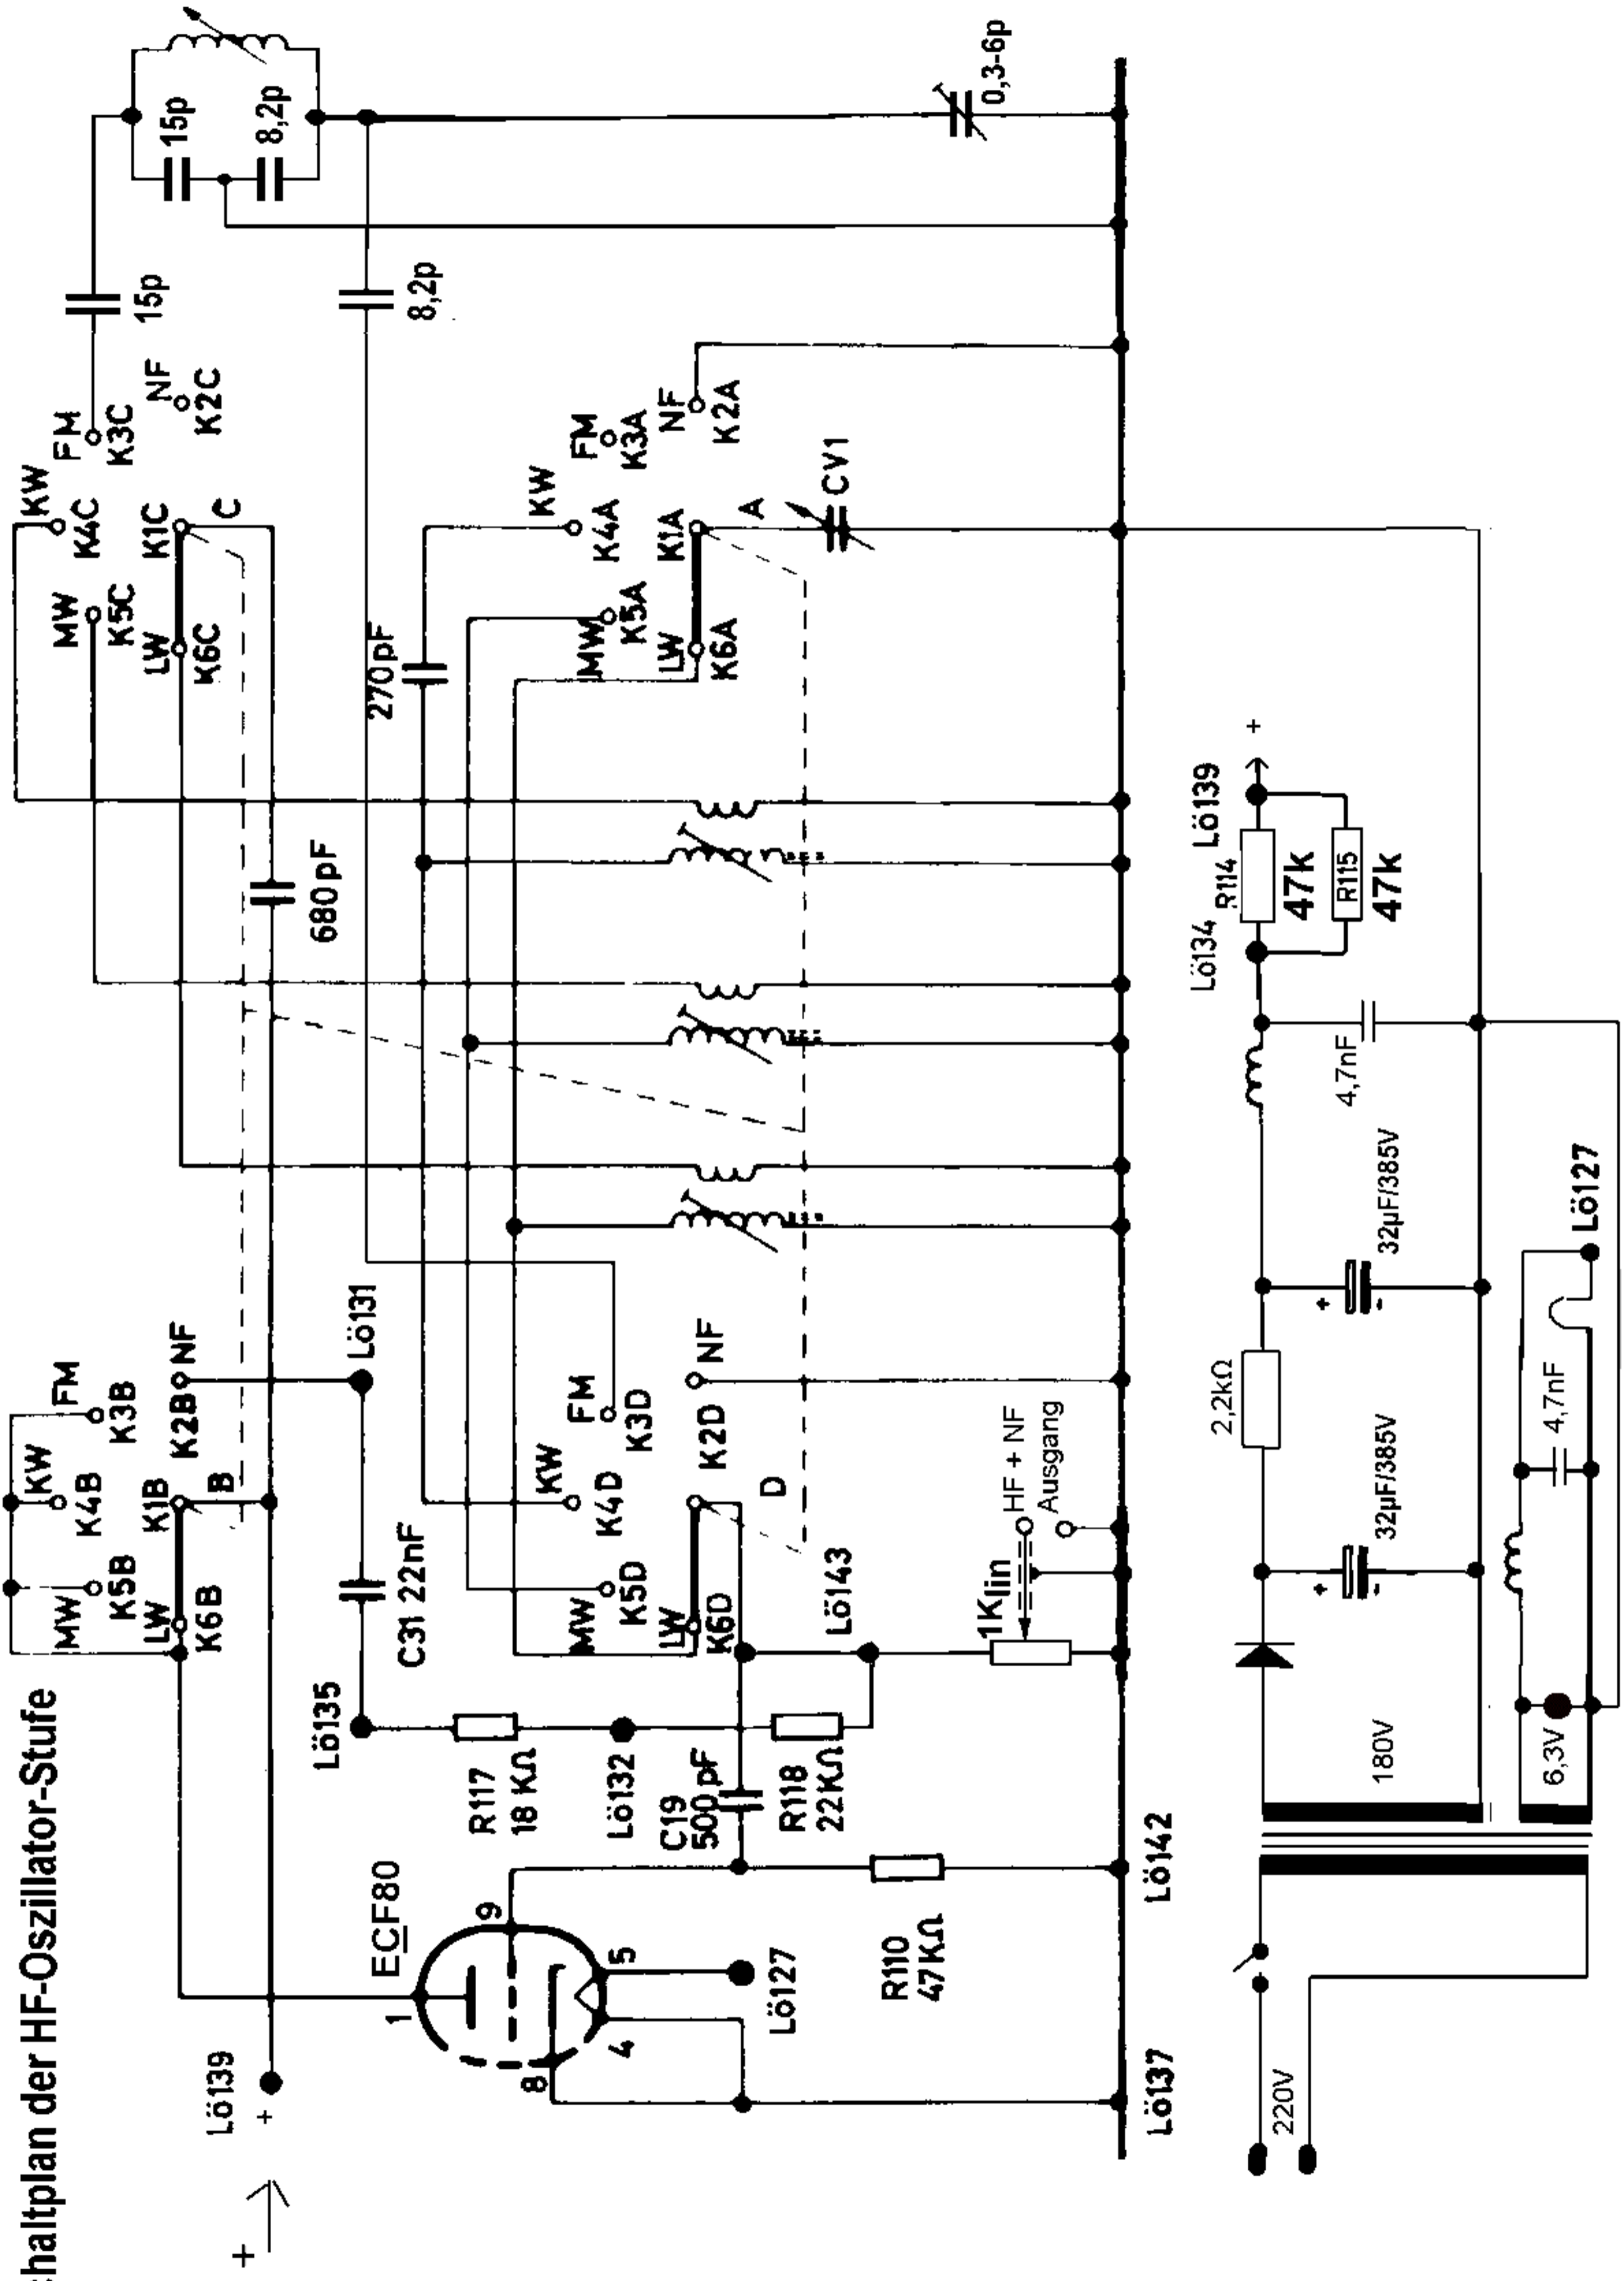 haltplan der HF-Oszillator-Stufe
+
Lö139
+
MW
K5B
KW
K4B
FM
K3B
LW
K6B
K1B
B
K2B
NF
MW
K5C
KW
K4C
FM
K3C
NF
K2C
LW
K6C
K1C
C
15p
15p
8,2p
680pF
8,2p
0,3-6p
Lö135
C31 22nF
Lö131
270pF
ECF80
1
9
8
4
5
Lö127
R117
18KΩ
Lö132
C19
500pF
R118
22KΩ
R110
47KΩ
MW
K5D
KW
K4D
FM
K3D
LW
K6D
K2D
NF
D
Lö143
1Klin
HF + NF
Ausgang
MW
K5A
KW
K4A
FM
K3A
NF
K2A
LW
K6A
K1A
A
CV1
Lö137
Lö142
220V
180V
6,3V
+
-
32µF/385V
2,2kΩ
+
-
32µF/385V
4,7nF
4,7nF
Lö127
Lö134
R114
47k
R115
47k
Lö139
+